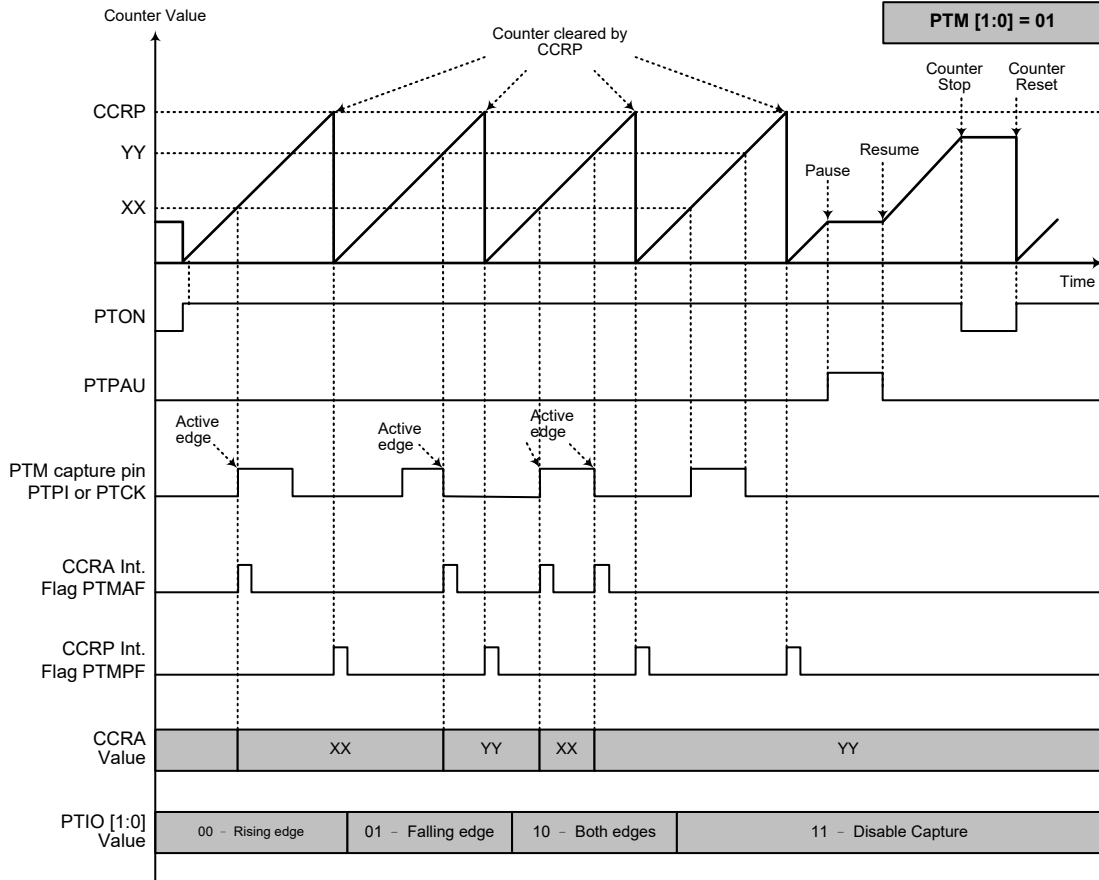 Counter Value
PTM [1:0] = 01
Counter cleared by
CCRP
Counter
Stop
Counter
Reset
CCRP
YY
Resume
Pause
XX
Time
PTON
PTPAU
Active
edge
Active
edge
Active
edge
PTM capture pin
PTPI or PTCK
CCRA Int.
Flag PTMAF
CCRP Int.
Flag PTMPF
CCRA
Value
XX
YY
XX
YY
PTIO [1:0]
Value
00 – Rising edge
01 – Falling edge
10 – Both edges
11 – Disable Capture